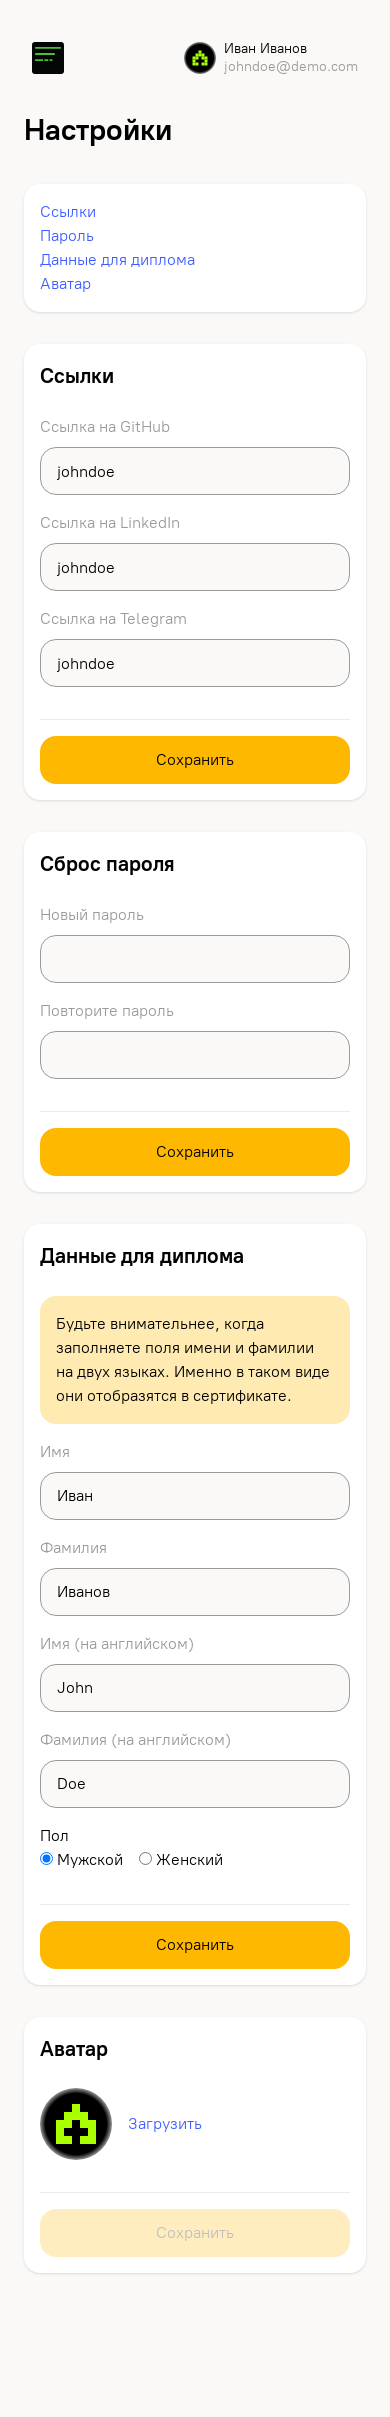 Иван Иванов
johndoe@demo.com
Настройки
Ссылки
Пароль
Данные для диплома
Аватар
Ссылки
Ссылка на GitHub
johndoe
Ссылка на LinkedIn
johndoe
Ссылка на Telegram
johndoe
Сохранить
Сброс пароля
Новый пароль
Повторите пароль
Сохранить
Данные для диплома
Будьте внимательнее, когда
заполняете поля имени и фамилии
на двух языках. Именно в таком виде
они отобразятся в сертификате.
Имя
Иван
Фамилия
Иванов
Имя (на английском)
John
Фамилия (на английском)
Doe
Пол
Мужской Женский
Сохранить
Аватар
Загрузить
Сохранить